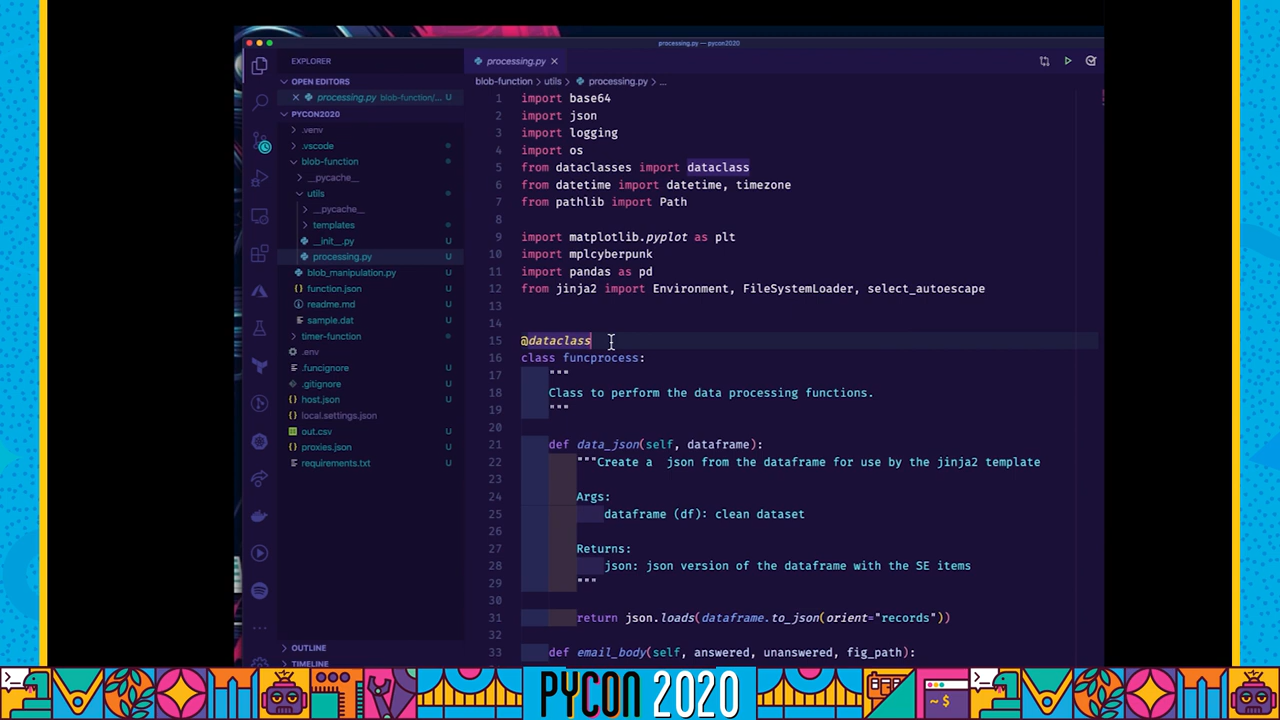 processing.py — pycon2020
EXPLORER
OPEN EDITORS
processing.py blob-function/... U
PYCON2020
.venv
.vscode
blob-function
__pycache__
utils
__pycache__
templates
__init__.py U
processing.py U
blob_manipulation.py U
function.json U
readme.md U
sample.dat U
timer-function
.env
.funcignore U
.gitignore U
host.json U
local.settings.json
out.csv U
proxies.json U
requirements.txt U
OUTLINE
TIMELINE
processing.py
blob-function › utils › processing.py › ...
1 import base64
2 import json
3 import logging
4 import os
5 from dataclasses import dataclass
6 from datetime import datetime, timezone
7 from pathlib import Path
8
9 import matplotlib.pyplot as plt
10 import mplcyberpunk
11 import pandas as pd
12 from jinja2 import Environment, FileSystemLoader, select_autoescape
13
14
15 @dataclass
16 class funcprocess:
17 """
18 Class to perform the data processing functions.
19 """
20
21 def data_json(self, dataframe):
22 """Create a  json from the dataframe for use by the jinja2 template
23
24 Args:
25 dataframe (df): clean dataset
26
27 Returns:
28 json: json version of the dataframe with the SE items
29 """
30
31 return json.loads(dataframe.to_json(orient="records"))
32
33 def email_body(self, answered, unanswered, fig_path):
PYCON 2020
~ $